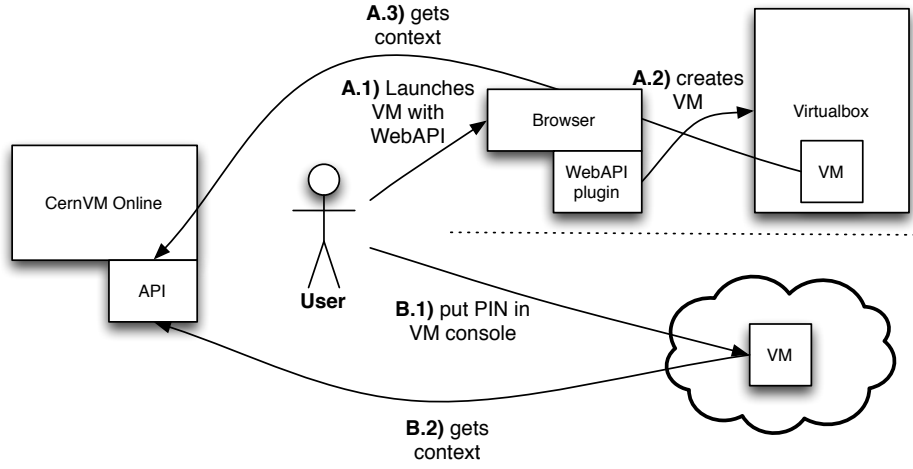 A.3) gets
context
A.1) Launches
VM with
WebAPI
A.2) creates
VM
Browser
Virtualbox
WebAPI
plugin
VM
CernVM Online
API
User
B.1) put PIN in
VM console
VM
B.2) gets
context